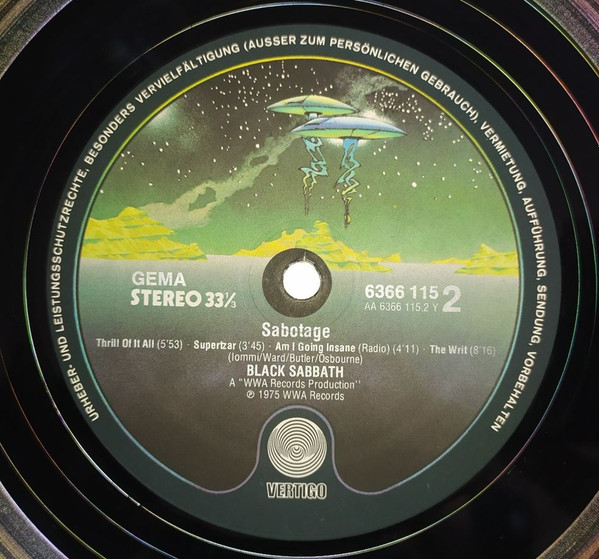 URHEBER- UND LEISTUNGSSCHUTZRECHTE, BESONDERS VERVIELFÄLTIGUNG (AUSSER ZUM PERSÖNLICHEN GEBRAUCH), VERMIETUNG, AUFFÜHRUNG, SENDUNG, VORBEHALTEN
GEMA
STEREO 33⅓
6366 115 2
AA 6366 115.2 Y
Sabotage
Thrill Of It All (5'53) · Supertzar (3'45) · Am I Going Insane (Radio) (4'11) · The Writ (8'16)
(Iommi/Ward/Butler/Osbourne)
BLACK SABBATH
A "WWA Records Production"
℗ 1975 WWA Records
VERTIGO